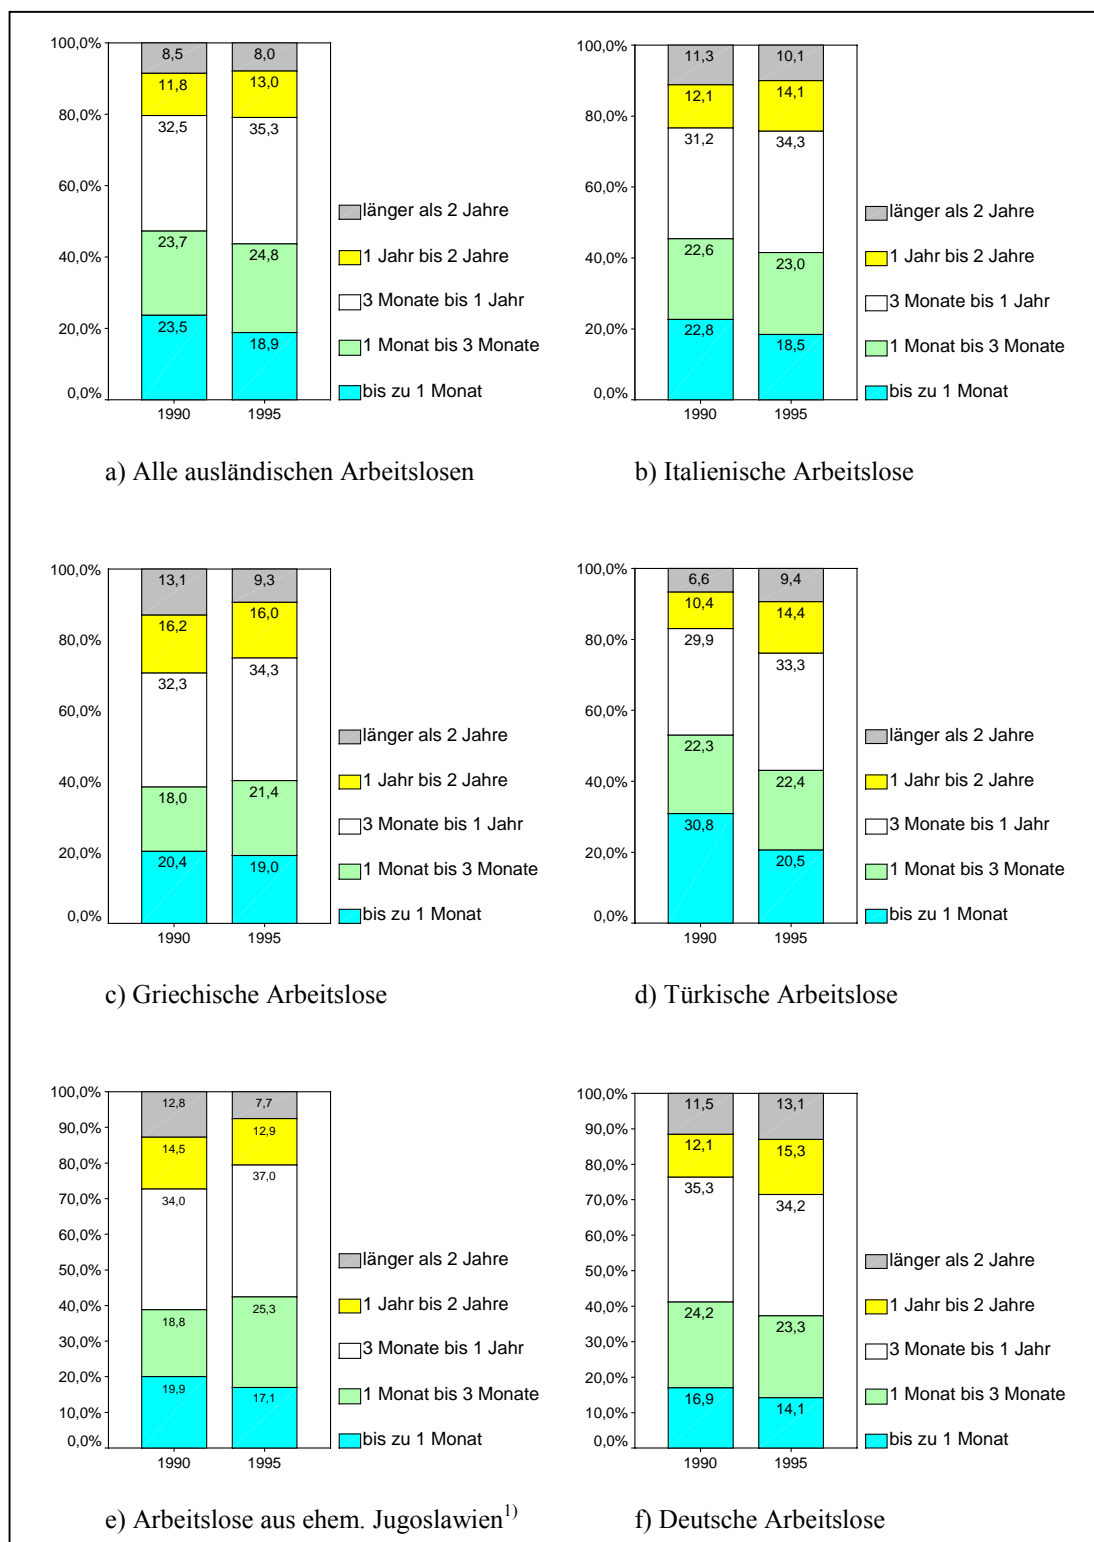 100,0%
80,0%
60,0%
40,0%
20,0%
0,0%
8,5 8,0
11,8 13,0
32,5 35,3
23,7 24,8
23,5 18,9
1990 1995
länger als 2 Jahre
1 Jahr bis 2 Jahre
3 Monate bis 1 Jahr
1 Monat bis 3 Monate
bis zu 1 Monat
a) Alle ausländischen Arbeitslosen
100,0%
80,0%
60,0%
40,0%
20,0%
0,0%
11,3 10,1
12,1 14,1
31,2 34,3
22,6 23,0
22,8 18,5
1990 1995
länger als 2 Jahre
1 Jahr bis 2 Jahre
3 Monate bis 1 Jahr
1 Monat bis 3 Monate
bis zu 1 Monat
b) Italienische Arbeitslose
100,0%
80,0%
60,0%
40,0%
20,0%
0,0%
13,1 9,3
16,2 16,0
32,3 34,3
18,0 21,4
20,4 19,0
1990 1995
länger als 2 Jahre
1 Jahr bis 2 Jahre
3 Monate bis 1 Jahr
1 Monat bis 3 Monate
bis zu 1 Monat
c) Griechische Arbeitslose
100,0%
80,0%
60,0%
40,0%
20,0%
0,0%
6,6 9,4
10,4 14,4
29,9 33,3
22,3 22,4
30,8 20,5
1990 1995
länger als 2 Jahre
1 Jahr bis 2 Jahre
3 Monate bis 1 Jahr
1 Monat bis 3 Monate
bis zu 1 Monat
d) Türkische Arbeitslose
100,0%
90,0%
80,0%
70,0%
60,0%
50,0%
40,0%
30,0%
20,0%
10,0%
0,0%
12,8 7,7
14,5 12,9
34,0 37,0
18,8 25,3
19,9 17,1
1990 1995
länger als 2 Jahre
1 Jahr bis 2 Jahre
3 Monate bis 1 Jahr
1 Monat bis 3 Monate
bis zu 1 Monat
e) Arbeitslose aus ehem. Jugoslawien1)
100,0%
90,0%
80,0%
70,0%
60,0%
50,0%
40,0%
30,0%
20,0%
10,0%
0,0%
11,5 13,1
12,1 15,3
35,3 34,2
24,2 23,3
16,9 14,1
1990 1995
länger als 2 Jahre
1 Jahr bis 2 Jahre
3 Monate bis 1 Jahr
1 Monat bis 3 Monate
bis zu 1 Monat
f) Deutsche Arbeitslose